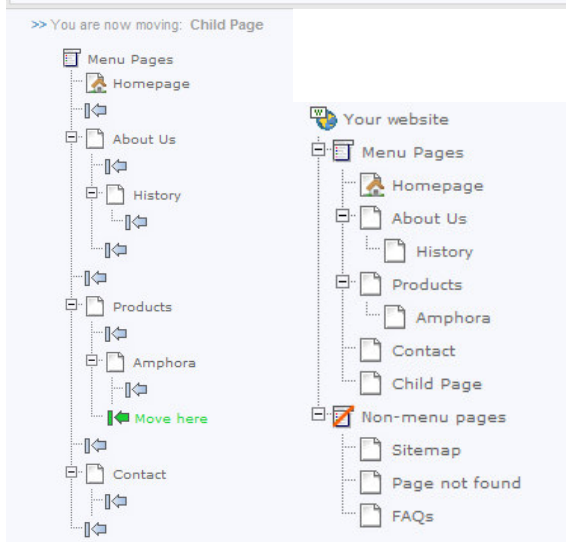 >> You are now moving: Child Page
Menu Pages
Homepage
About Us
History
Products
Amphora
Move here
Contact
Your website
Menu Pages
Homepage
About Us
History
Products
Amphora
Contact
Child Page
Non-menu pages
Sitemap
Page not found
FAQs